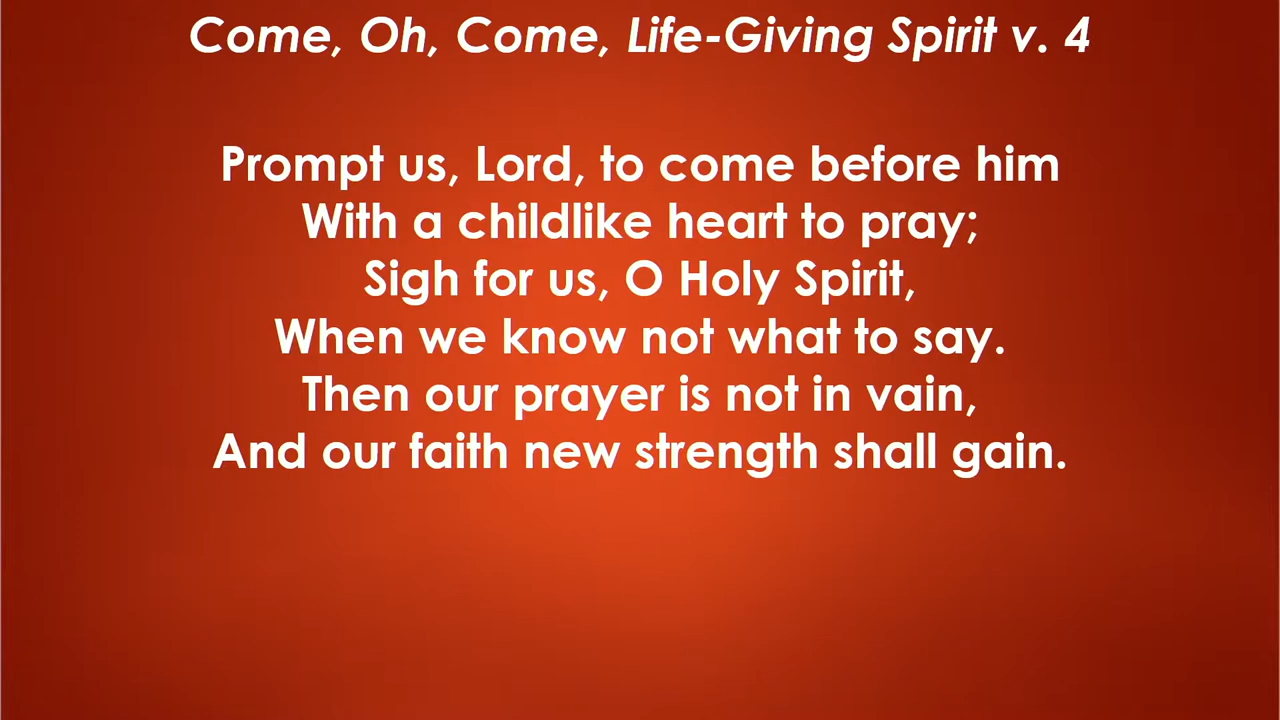 Come, Oh, Come, Life-Giving Spirit v. 4
Prompt us, Lord, to come before him
With a childlike heart to pray;
Sigh for us, O Holy Spirit,
When we know not what to say.
Then our prayer is not in vain,
And our faith new strength shall gain.